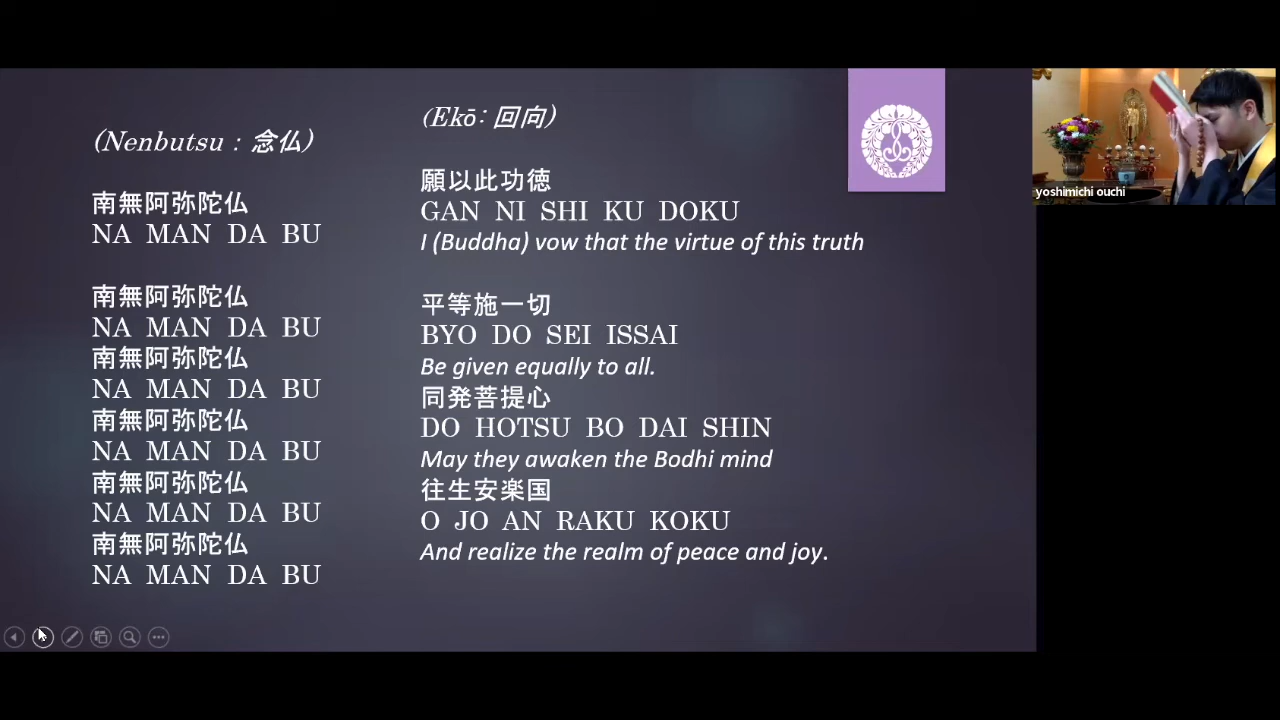 (Nenbutsu : 念仏)
南無阿弥陀仏
NA MAN DA BU
南無阿弥陀仏
NA MAN DA BU
南無阿弥陀仏
NA MAN DA BU
南無阿弥陀仏
NA MAN DA BU
南無阿弥陀仏
NA MAN DA BU
南無阿弥陀仏
NA MAN DA BU
(Ekō: 回向)
願以此功徳
GAN NI SHI KU DOKU
I (Buddha) vow that the virtue of this truth
平等施一切
BYO DO SEI ISSAI
Be given equally to all.
同発菩提心
DO HOTSU BO DAI SHIN
May they awaken the Bodhi mind
往生安楽国
O JO AN RAKU KOKU
And realize the realm of peace and joy.
yoshimichi ouchi